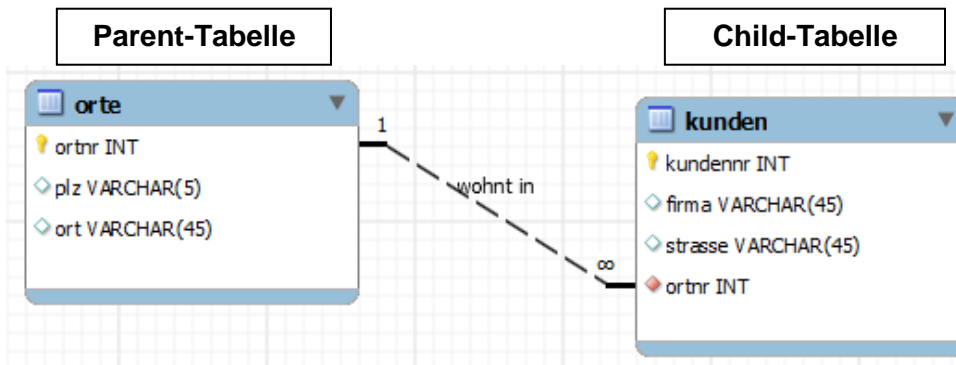 Parent-Tabelle
Child-Tabelle
orte
ortnr INT
plz VARCHAR(5)
ort VARCHAR(45)
1
wohnt in
∞
kunden
kundennr INT
firma VARCHAR(45)
strasse VARCHAR(45)
ortnr INT